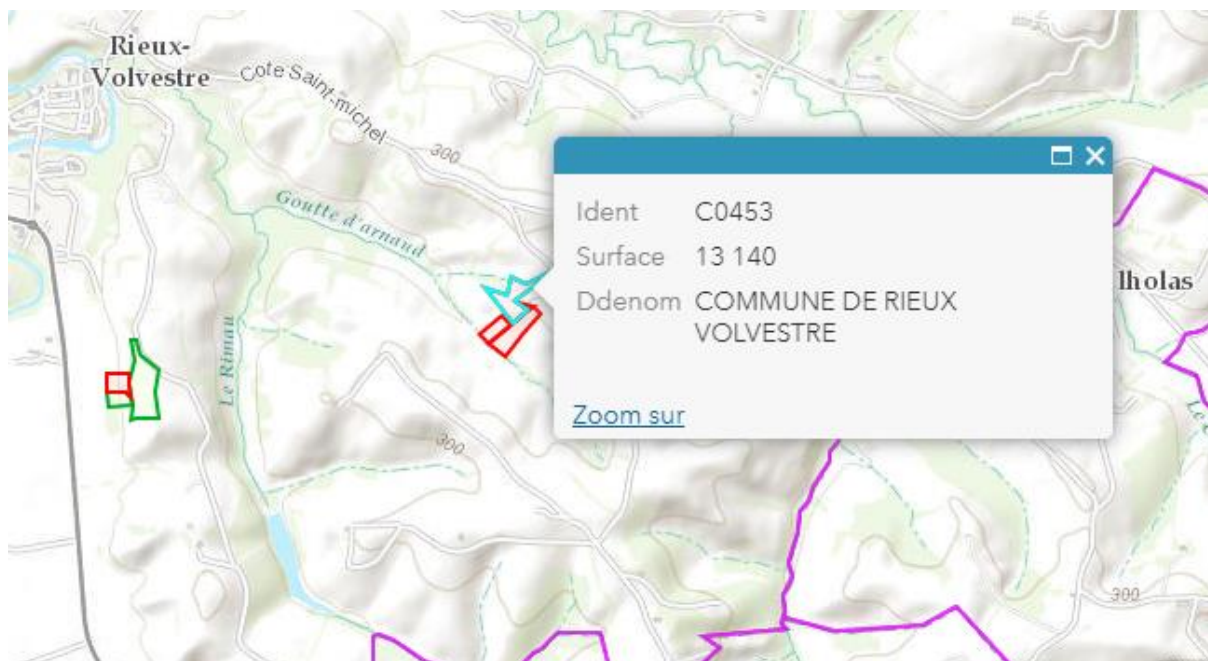 Rieux-
Volvestre
Cote Saint-michel
300
Goutte d'arnaud
Ident C0453
Surface 13 140
Ddenom COMMUNE DE RIEUX
VOLVESTRE
Zoom sur
lholas
Le Rimau
300
Le
300